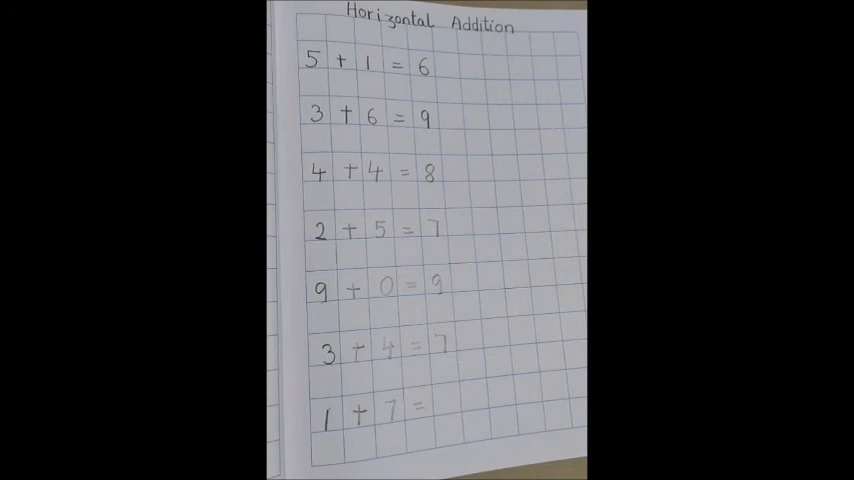 Horizontal Addition
5 + 1 = 6
3 + 6 = 9
4 + 4 = 8
2 + 5 = 7
9 + 0 = 9
3 + 4 = 7
1 + 7 =